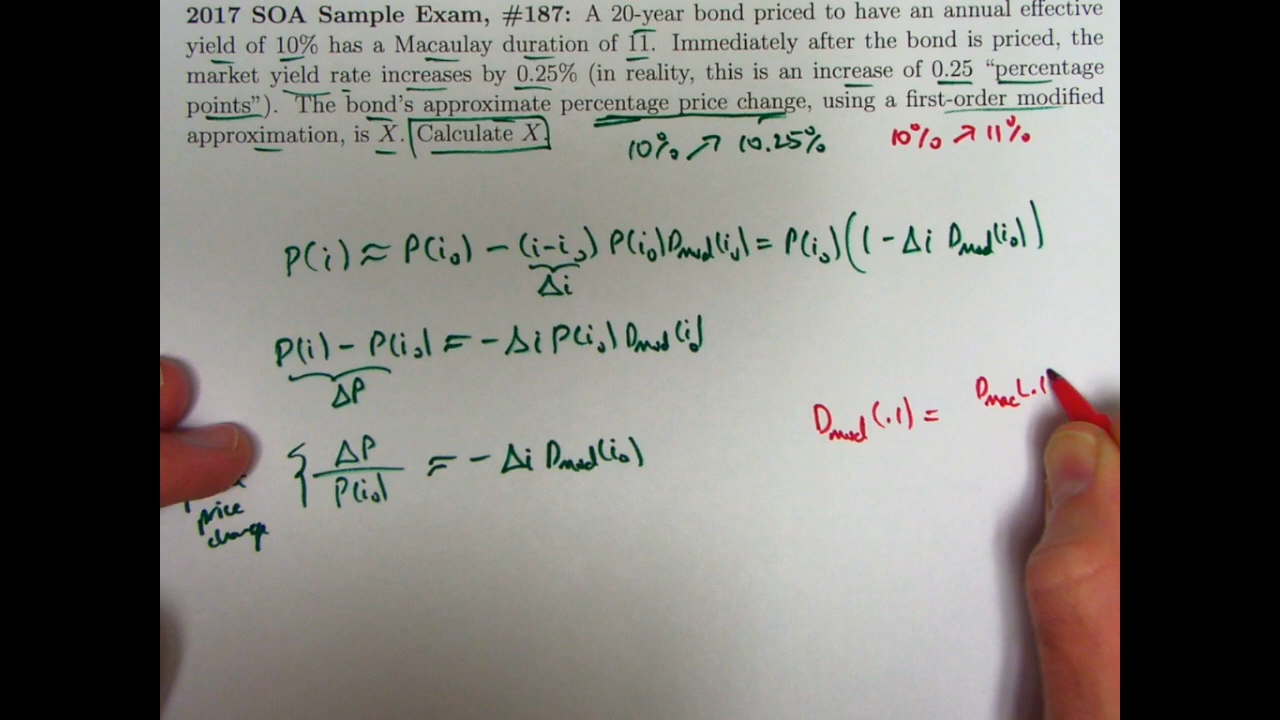 2017 SOA Sample Exam, #187: A 20-year bond priced to have an annual effective
yield of 10% has a Macaulay duration of 11. Immediately after the bond is priced, the
market yield rate increases by 0.25% (in reality, this is an increase of 0.25 “percentage
points”). The bond's approximate percentage price change, using a first-order modified
approximation, is X. Calculate X.
10% ↗ 10.25% 10% ↗ 11%
P(i) ≈ P(i₀) − (i−i₀) P(i₀) Dmod(i₀) = P(i₀)(1 − Δi Dmod(i₀))
Δi
P(i) − P(i₀) = −Δi P(i₀) Dmod(i₀)
ΔP
Dmod(.1) = Dmac(.1
ΔP / P(i₀) = −Δi Dmod(i₀)
price
change